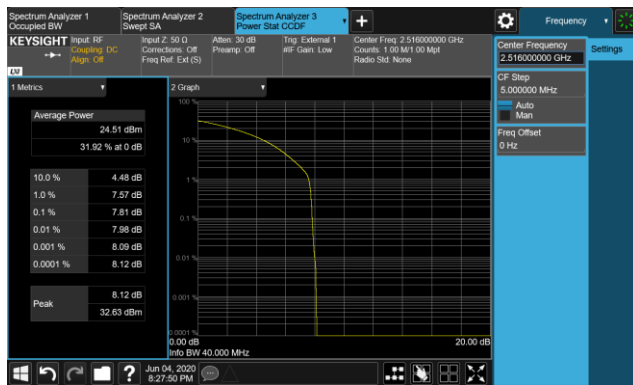 Spectrum Analyzer 1
Occupied BW
Spectrum Analyzer 2
Swept SA
Spectrum Analyzer 3
Power Stat CCDF
Frequency
KEYSIGHT
Input: RF
Coupling: DC
Align: Off
Input Z: 50 Ω
Corrections: Off
Freq Ref: Ext (S)
Atten: 30 dB
Preamp: Off
Trig: External 1
#IF Gain: Low
Center Freq: 2.516000000 GHz
Counts: 1.00 M/1.00 Mpt
Radio Std: None
LXI
Center Frequency
2.516000000 GHz
Settings
CF Step
5.000000 MHz
Auto
Man
Freq Offset
0 Hz
1 Metrics
Average Power
24.51 dBm
31.92 % at 0 dB
10.0 % 4.48 dB
1.0 % 7.57 dB
0.1 % 7.81 dB
0.01 % 7.98 dB
0.001 % 8.09 dB
0.0001 % 8.12 dB
Peak
8.12 dB
32.63 dBm
2 Graph
100 %
10 %
1 %
0.1 %
0.01 %
0.001 %
0.0001 %
0.00 dB 20.00 dB
Info BW 40.000 MHz
?
Jun 04, 2020
8:27:50 PM